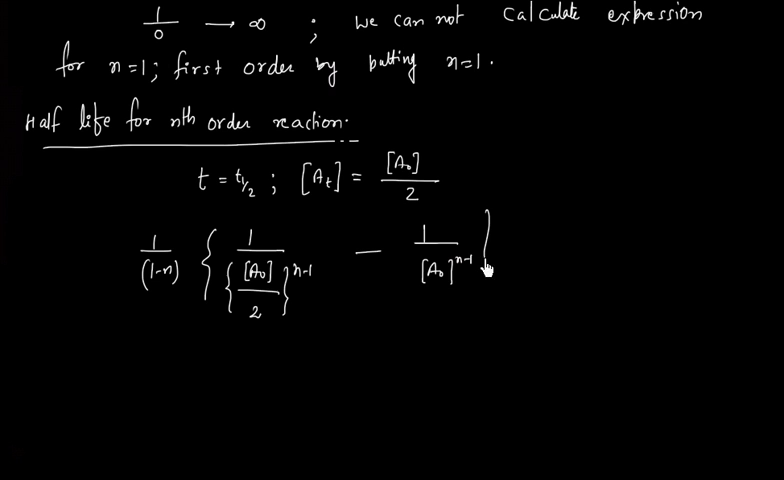 1/0 → ∞ ; we can not calculate expression
for n=1; first order by putting n=1.
Half life for nth order reaction.
t = t1/2 ; [At] = [A0]/2
1/(1-n) { 1/{[A0]/2}^n-1 — 1/[A0]^n-1 }